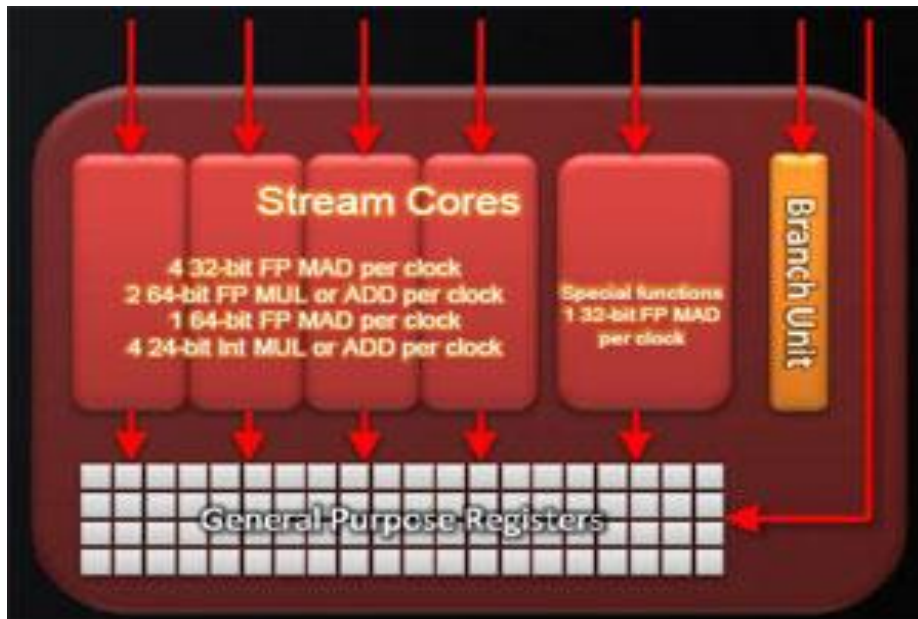 Stream Cores
4 32-bit FP MAD per clock
2 64-bit FP MUL or ADD per clock
1 64-bit FP MAD per clock
4 24-bit Int MUL or ADD per clock
Special functions
1 32-bit FP MAD
per clock
Branch Unit
General Purpose Registers